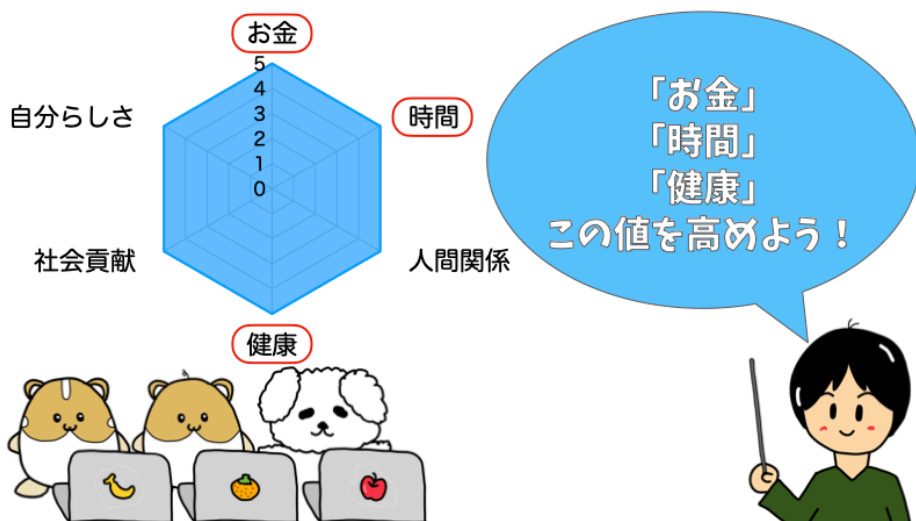 お金
5
4
3
2
1
0
自分らしさ
時間
社会貢献
人間関係
健康
「お金」
「時間」
「健康」
この値を高めよう！